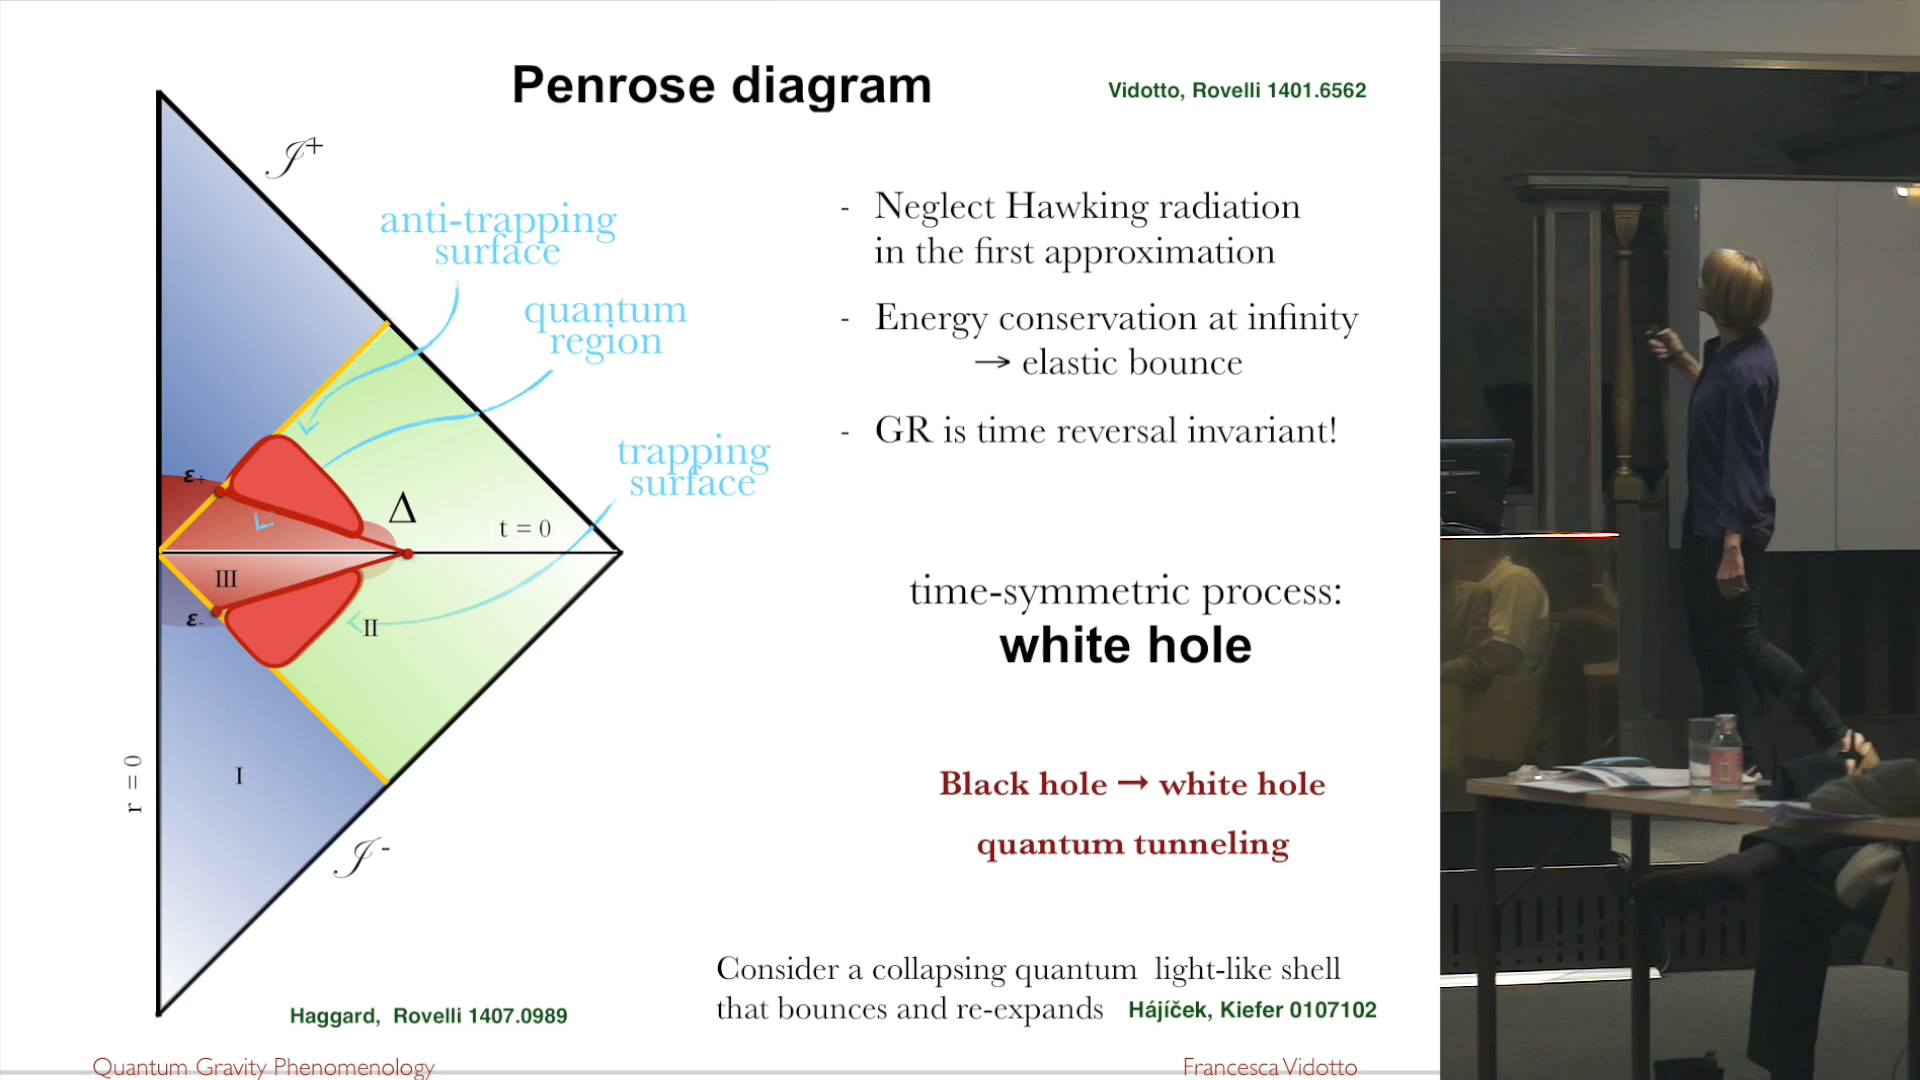 Penrose diagram
Vidotto, Rovelli 1401.6562
ℐ+
anti-trapping
surface
quantum
region
trapping
surface
ε+
Δ
t = 0
III
ε-
II
I
r = 0
ℐ-
- Neglect Hawking radiation
in the first approximation
- Energy conservation at infinity
→ elastic bounce
- GR is time reversal invariant!
time-symmetric process:
white hole
Black hole → white hole
quantum tunneling
Consider a collapsing quantum light-like shell
that bounces and re-expands Hájíček, Kiefer 0107102
Haggard, Rovelli 1407.0989
Quantum Gravity Phenomenology
Francesca Vidotto